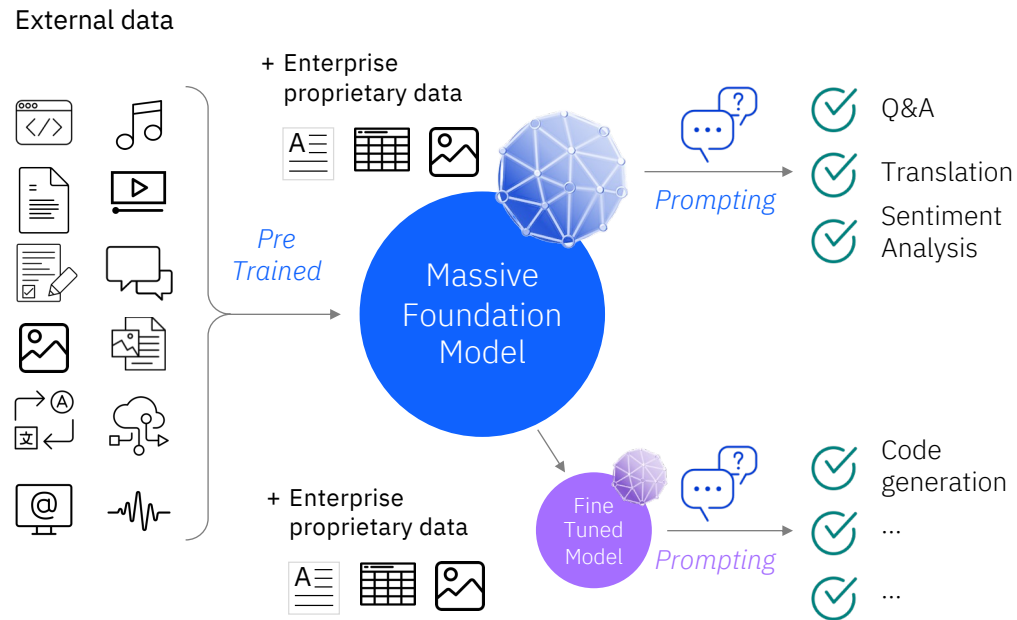 External data
+ Enterprise
proprietary data
</>
A
?
...
Q&A
Translation
Prompting
Sentiment
Analysis
Pre
Trained
Massive
Foundation
Model
A
文
@
+ Enterprise
proprietary data
A
Fine
Tuned
Model
?
...
Prompting
Code
generation
...
...